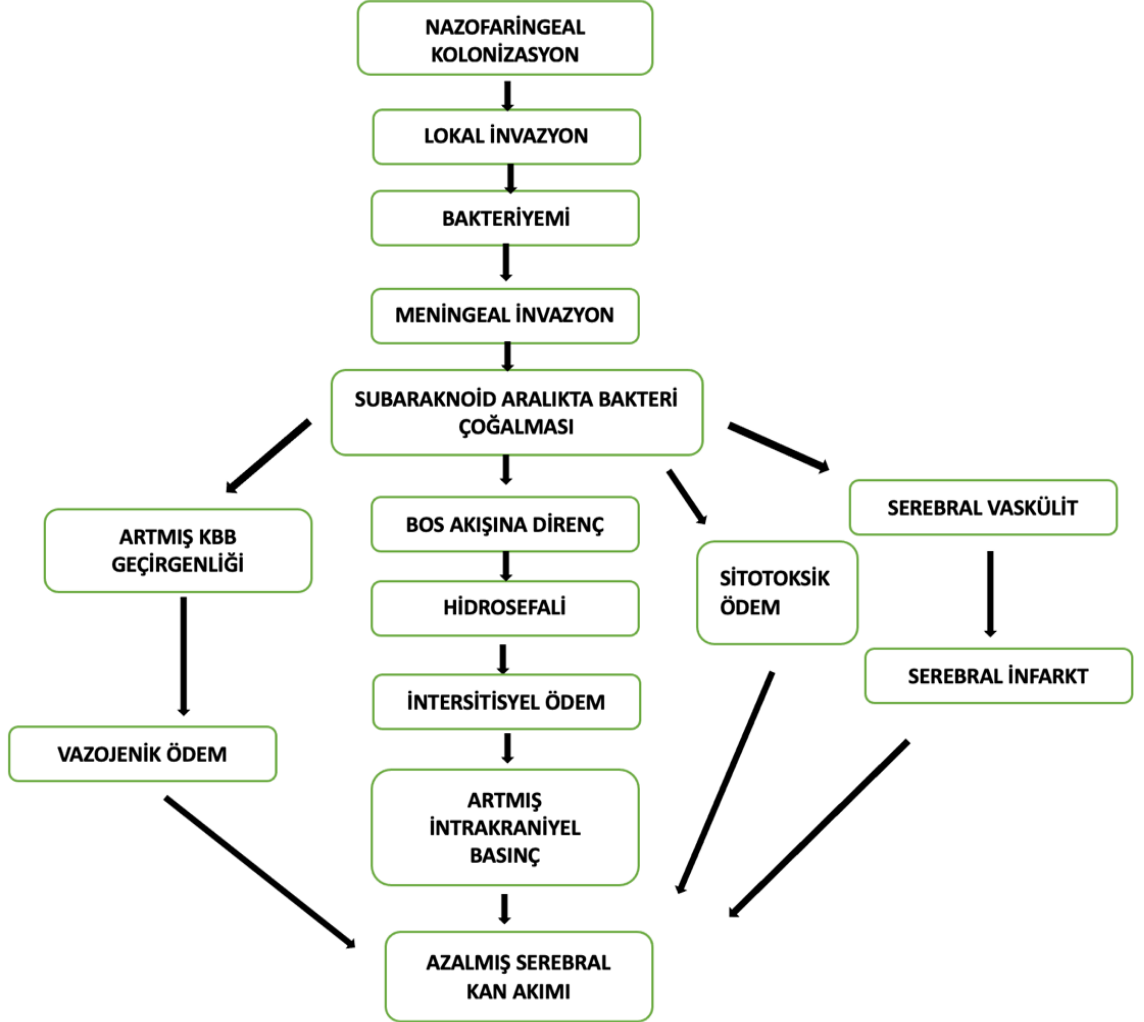 NAZOFARİNGEAL
KOLONİZASYON
LOKAL İNVAZYON
BAKTERİYEMİ
MENİNGEAL İNVAZYON
SUBARAKNOİD ARALIKTA BAKTERİ
ÇOĞALMASI
ARTMIŞ KBB
GEÇİRGENLİĞİ
VAZOJENİK ÖDEM
BOS AKIŞINA DİRENÇ
HİDROSEFALİ
İNTERSİTİSYEL ÖDEM
ARTMIŞ
İNTRAKRANİYEL
BASINÇ
SİTOTOKSİK
ÖDEM
SEREBRAL VASKÜLİT
SEREBRAL İNFARKT
AZALMIŞ SEREBRAL
KAN AKIMI